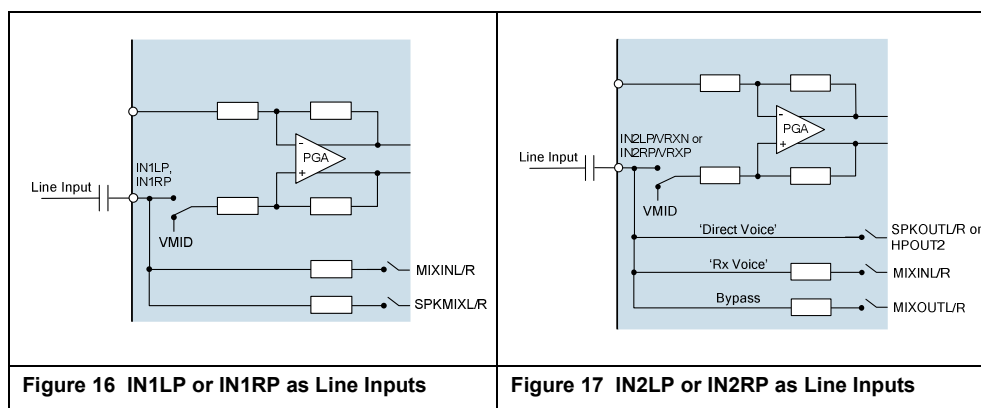 IN1LP,
IN1RP
Line Input
PGA
-
+
VMID
MIXINL/R
SPKMIXL/R
Figure 16 IN1LP or IN1RP as Line Inputs
IN2LP/VRXN or
IN2RP/VRXP
Line Input
PGA
-
+
VMID
'Direct Voice'
SPKOUTL/R or
HPOUT2
'Rx Voice'
MIXINL/R
Bypass
MIXOUTL/R
Figure 17 IN2LP or IN2RP as Line Inputs